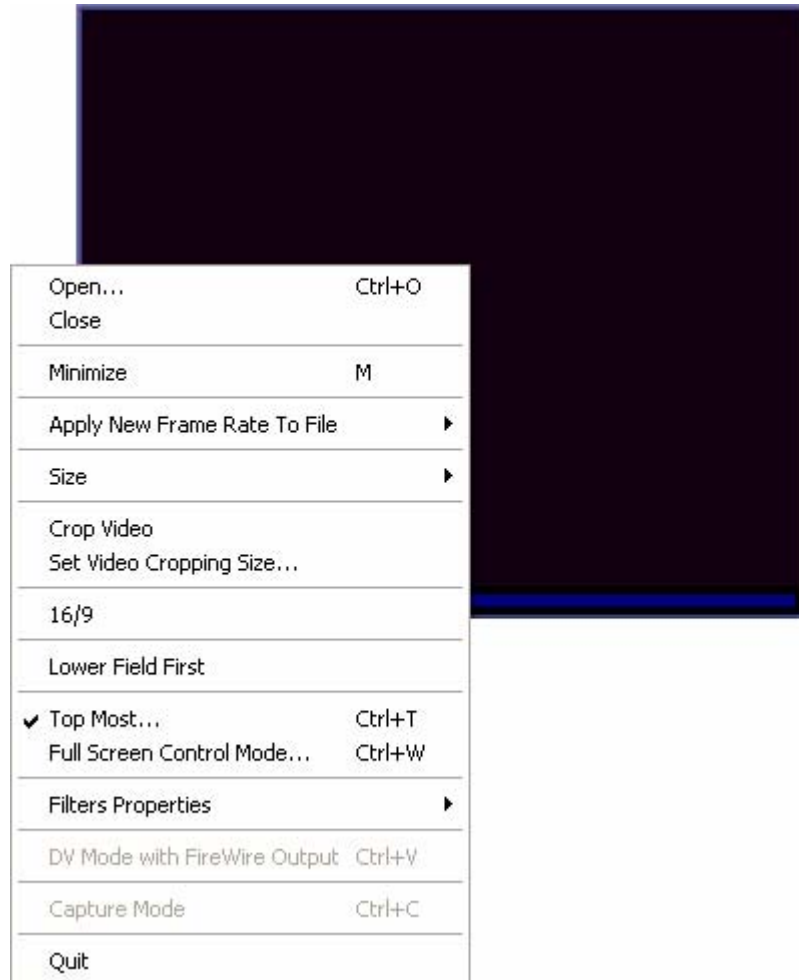 Open... Ctrl+O
Close
Minimize M
Apply New Frame Rate To File
Size
Crop Video
Set Video Cropping Size...
16/9
Lower Field First
Top Most... Ctrl+T
Full Screen Control Mode... Ctrl+W
Filters Properties
DV Mode with FireWire Output Ctrl+V
Capture Mode Ctrl+C
Quit